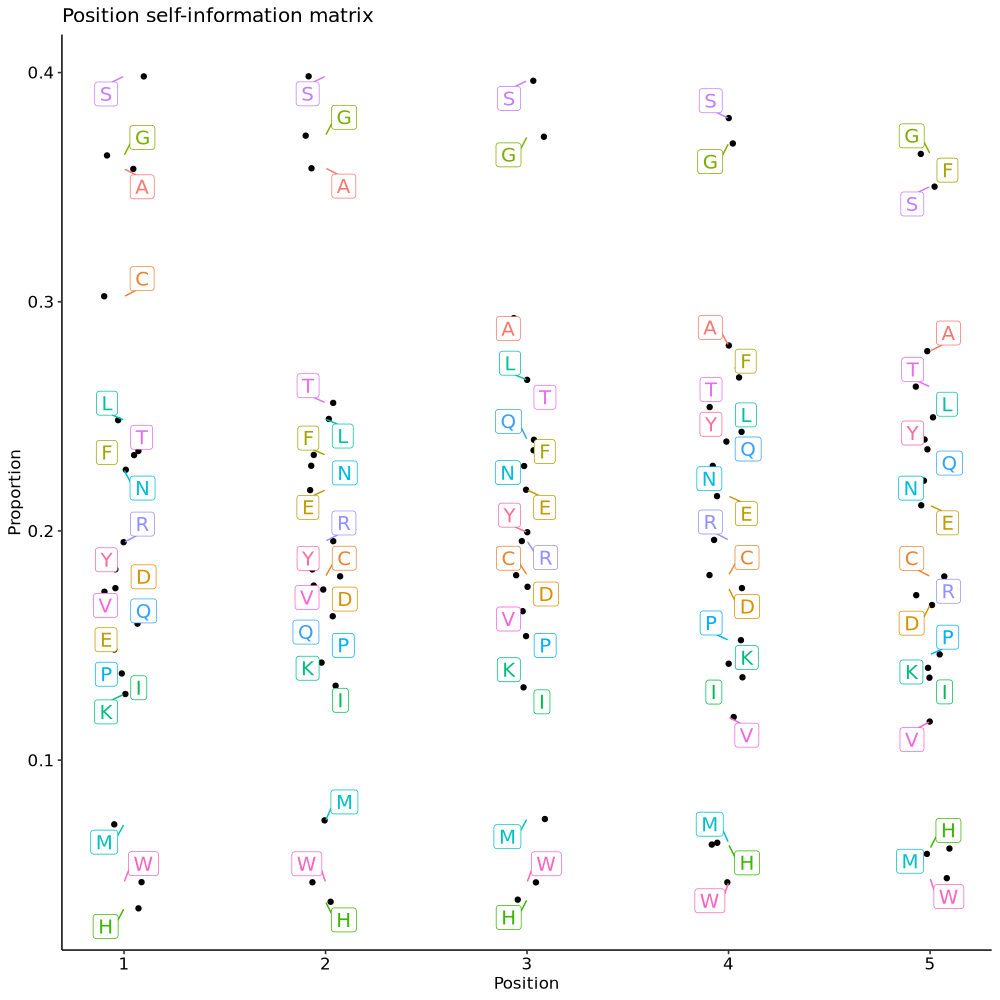 Position self-information matrix
Proportion
0.4
0.3
0.2
0.1
S
G
A
C
L
T
F
N
R
Y
D
V
Q
E
P
I
K
M
W
H
S
G
A
T
L
F
N
E
R
Y
C
V
D
Q
P
K
I
M
W
H
S
G
A
L
T
Q
F
N
E
Y
R
C
D
V
P
K
I
M
W
H
S
G
A
F
T
L
Y
Q
N
E
R
C
D
P
K
I
V
M
H
W
G
F
S
A
T
L
Y
Q
N
E
C
R
D
P
K
I
V
H
M
W
1
2
3
4
5
Position